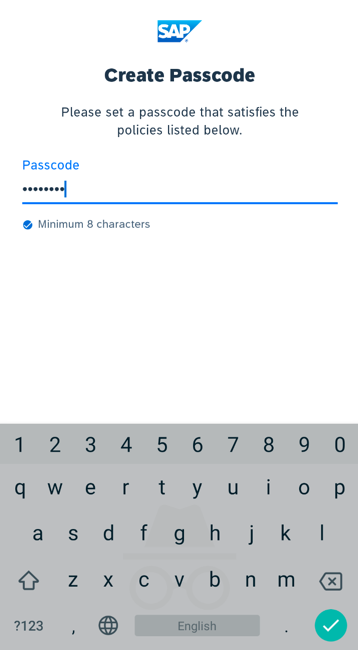 SAP
Create Passcode
Please set a passcode that satisfies the
policies listed below.
Passcode
••••••••
Minimum 8 characters
1 2 3 4 5 6 7 8 9 0
q w e r t y u i o p
a s d f g h j k l
z x c v b n m
?123 , English .